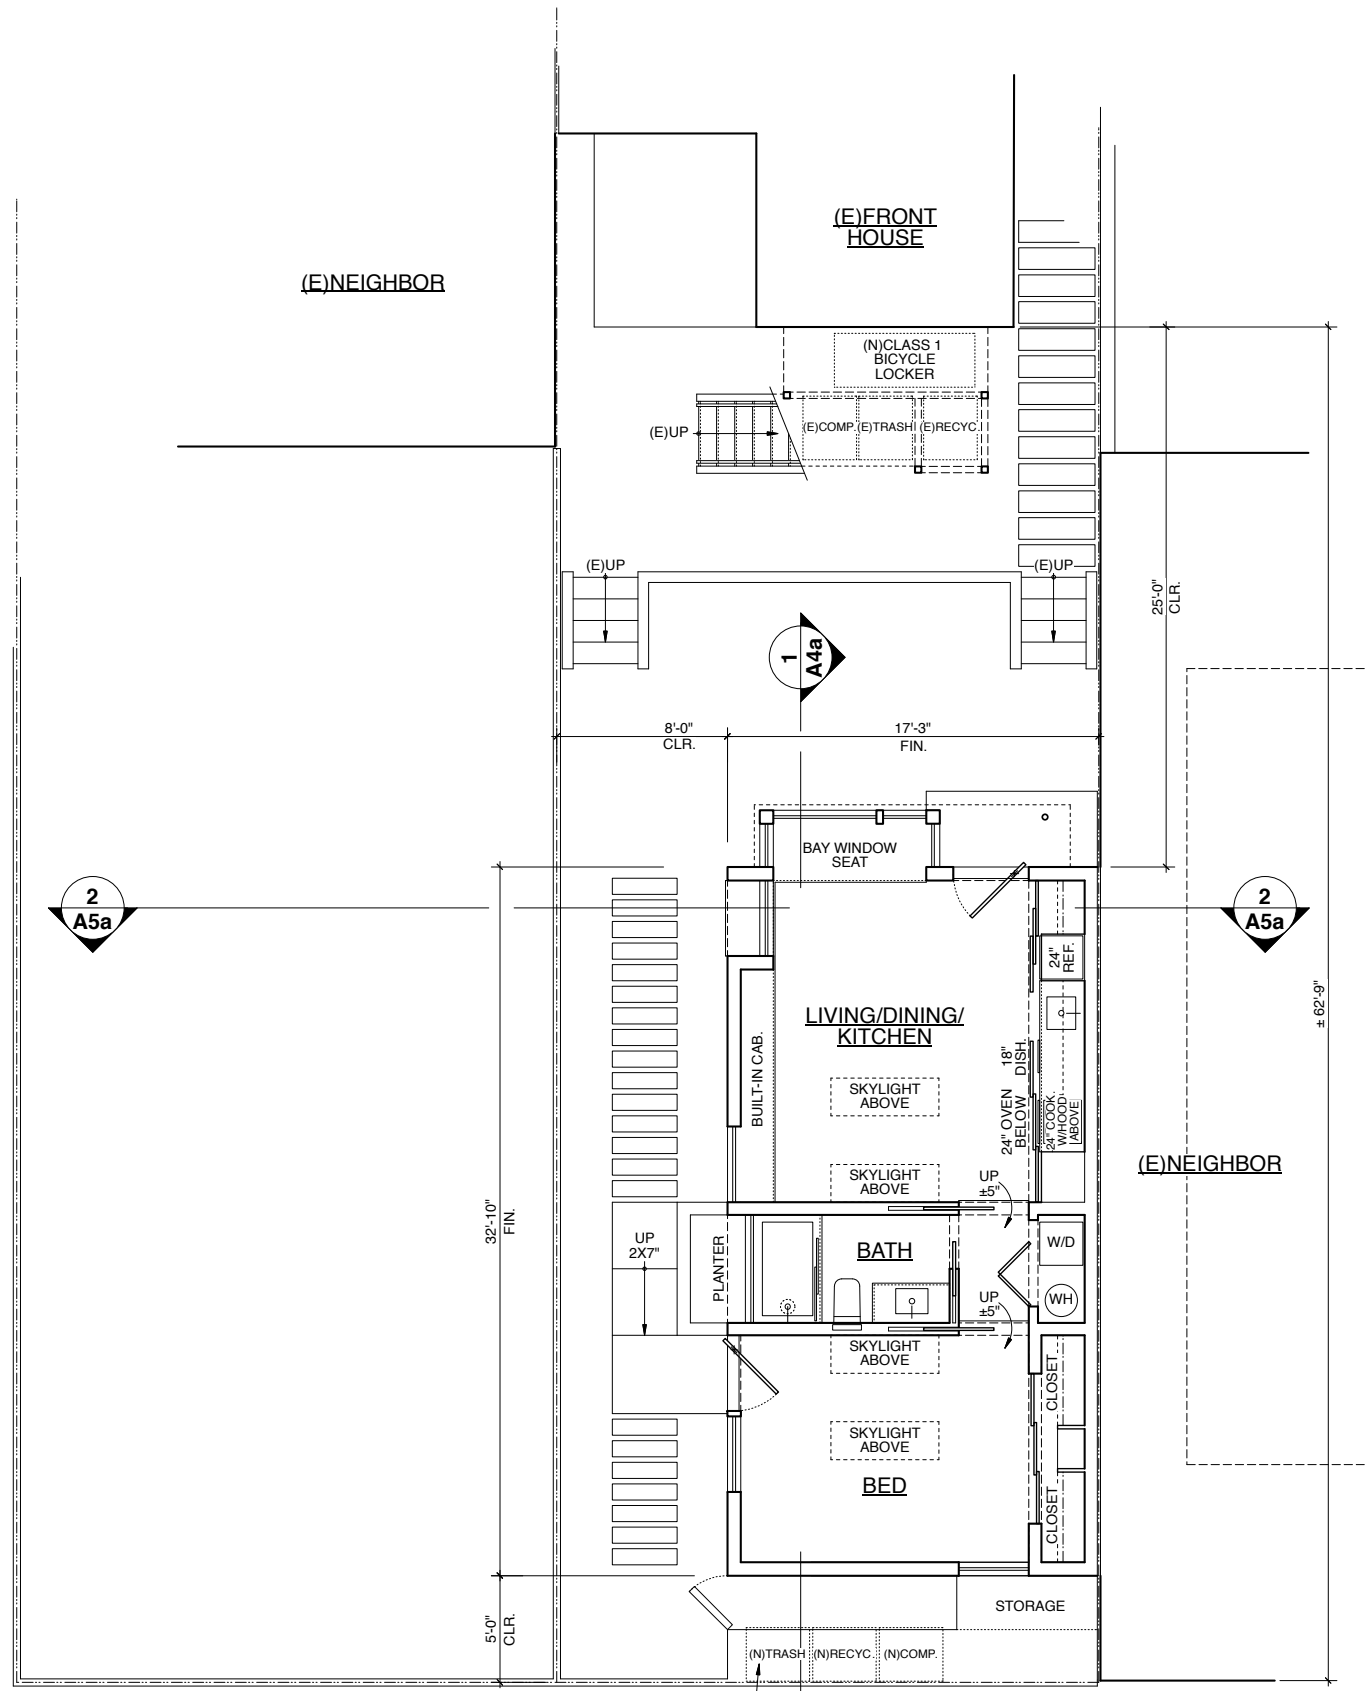 (E)FRONT
HOUSE
(E)NEIGHBOR
(N)CLASS 1
BICYCLE
LOCKER
(E)UP
(E)COMP.
(E)TRASH
(E)RECYC.
(E)UP
(E)UP
25'-0"
CLR.
1
A4a
8'-0"
CLR.
17'-3"
FIN.
BAY WINDOW
SEAT
2
A5a
2
A5a
24"
REF.
± 62'-9"
LIVING/DINING/
KITCHEN
18"
DISH.
BUILT-IN CAB.
SKYLIGHT
ABOVE
24" OVEN
BELOW
24" COOK.
W/HOOD
ABOVE
(E)NEIGHBOR
SKYLIGHT
ABOVE
UP
±5"
32'-10"
FIN.
UP
2X7"
PLANTER
BATH
W/D
WH
UP
±5"
SKYLIGHT
ABOVE
CLOSET
SKYLIGHT
ABOVE
BED
CLOSET
5'-0"
CLR.
STORAGE
(N)TRASH
(N)RECYC.
(N)COMP.